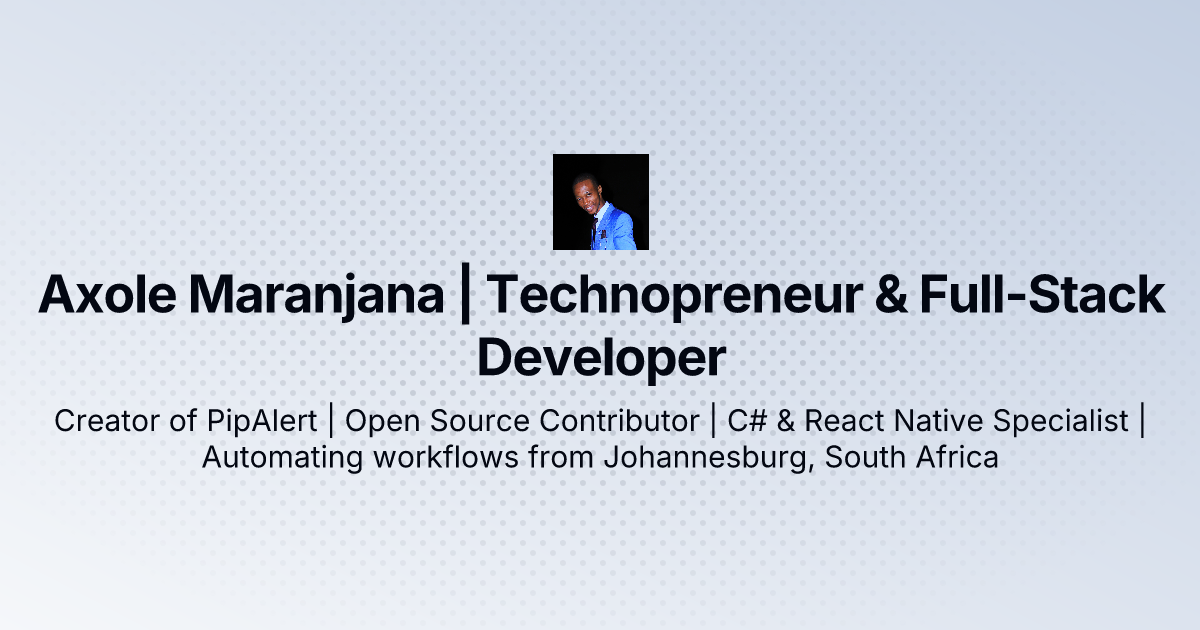 Axole Maranjana | Technopreneur & Full-Stack
Developer
Creator of PipAlert | Open Source Contributor | C# & React Native Specialist |
Automating workflows from Johannesburg, South Africa